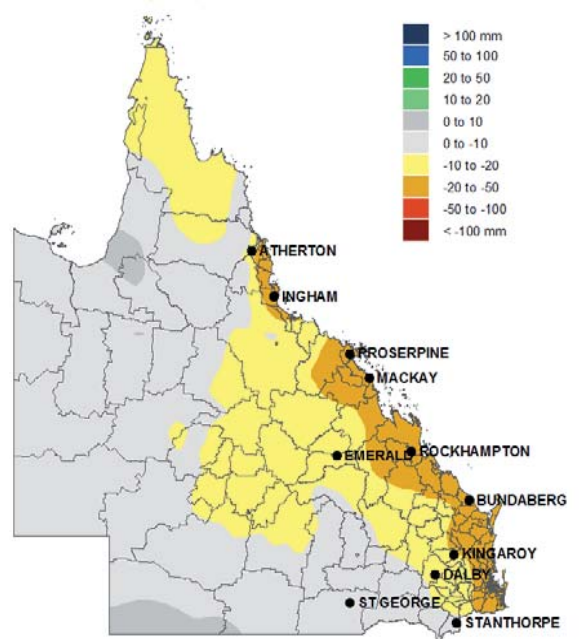 > 100 mm
50 to 100
20 to 50
10 to 20
0 to 10
0 to -10
-10 to -20
-20 to -50
-50 to -100
< -100 mm
ATHERTON
INGHAM
PROSERPINE
MACKAY
ROCKHAMPTON
EMERALD
BUNDABERG
KINGAROY
DALBY
ST GEORGE
STANTHORPE